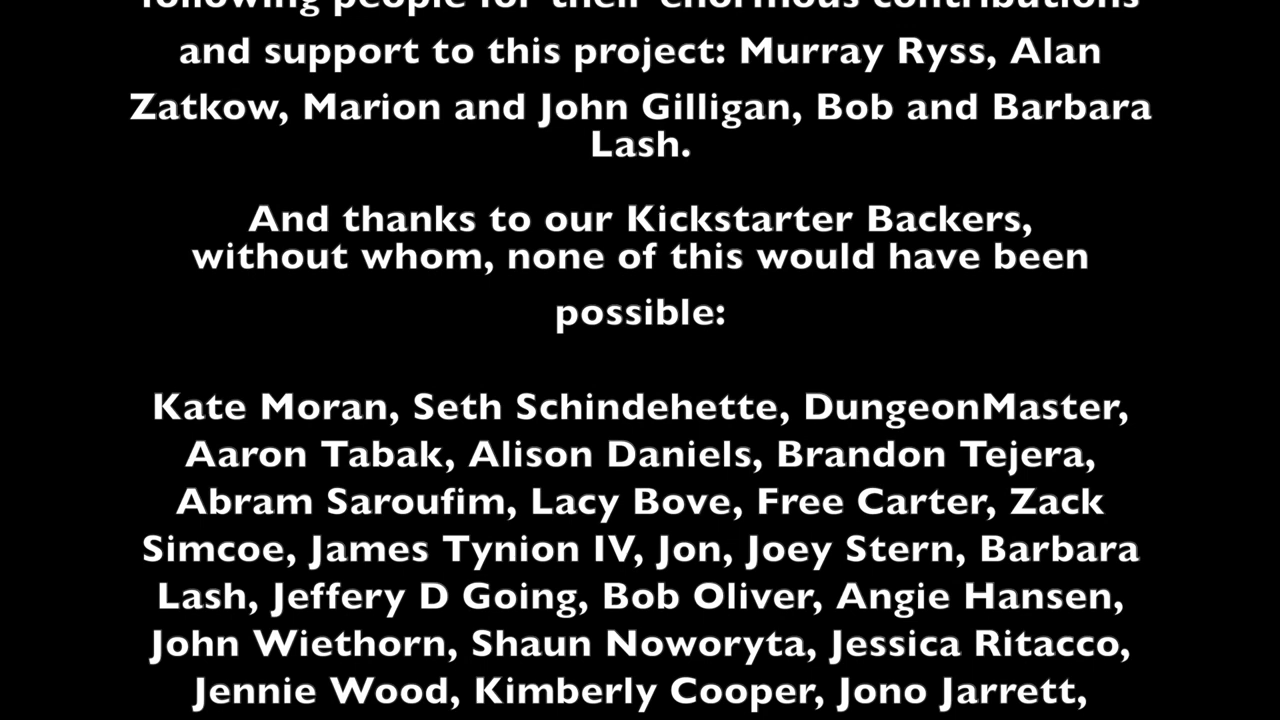 following people for their enormous contributions
and support to this project: Murray Ryss, Alan
Zatkow, Marion and John Gilligan, Bob and Barbara
Lash.
And thanks to our Kickstarter Backers,
without whom, none of this would have been
possible:
Kate Moran, Seth Schindehette, DungeonMaster,
Aaron Tabak, Alison Daniels, Brandon Tejera,
Abram Saroufim, Lacy Bove, Free Carter, Zack
Simcoe, James Tynion IV, Jon, Joey Stern, Barbara
Lash, Jeffery D Going, Bob Oliver, Angie Hansen,
John Wiethorn, Shaun Noworyta, Jessica Ritacco,
Jennie Wood, Kimberly Cooper, Jono Jarrett,